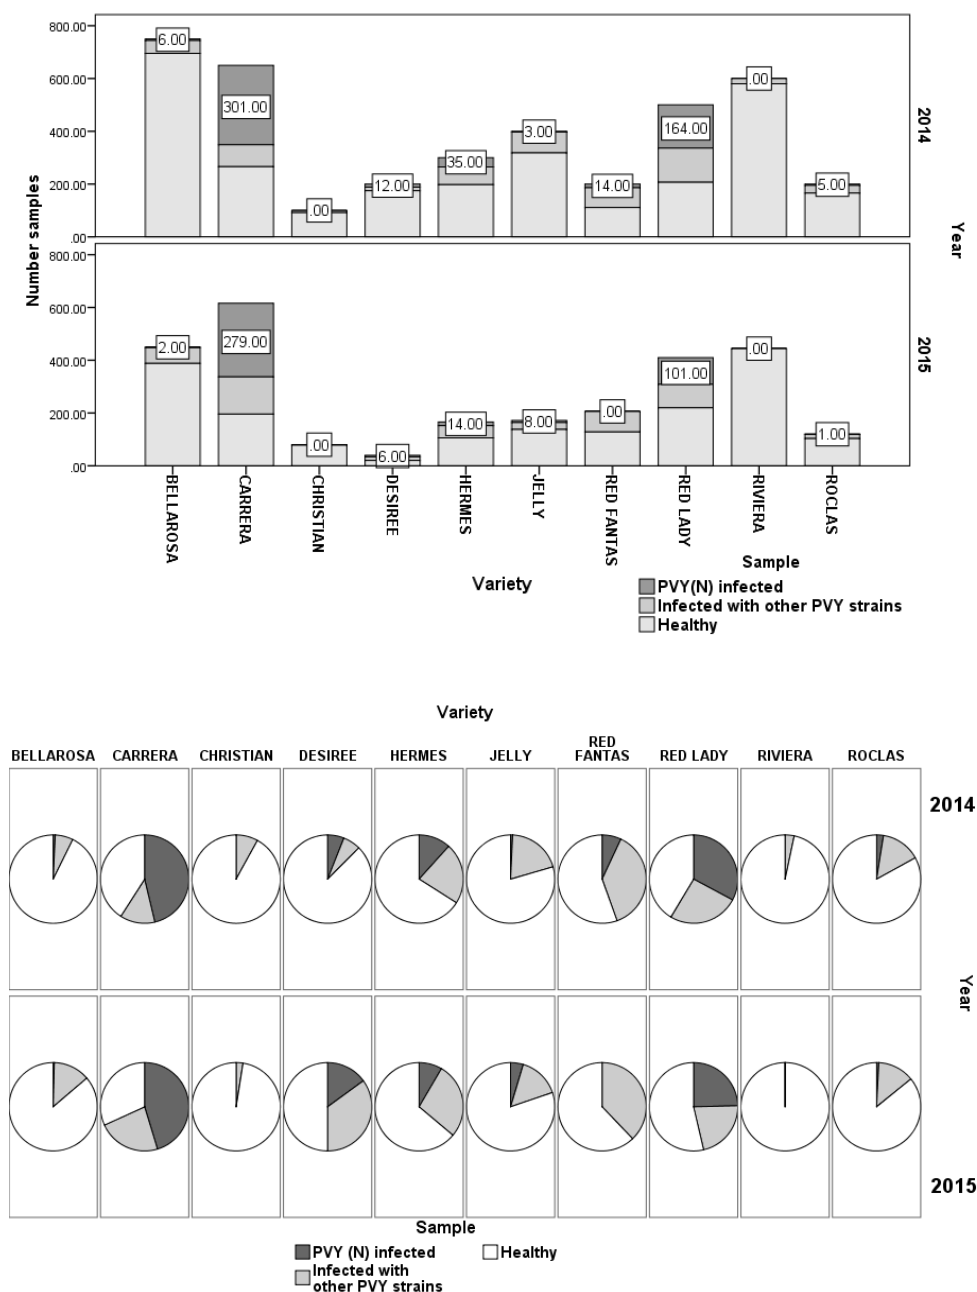 800.00
600.00
400.00
200.00
.00
6.00
301.00
.00
12.00
35.00
3.00
14.00
164.00
.00
5.00
2014
Number samples
Year
800.00
600.00
400.00
200.00
.00
2.00
279.00
.00
6.00
14.00
8.00
.00
101.00
.00
1.00
2015
BELLAROSA
CARRERA
CHRISTIAN
DESIREE
HERMES
JELLY
RED FANTAS
RED LADY
RIVIERA
ROCLAS
Variety
Sample
PVY(N) infected
Infected with other PVY strains
Healthy
Variety
BELLAROSA CARRERA CHRISTIAN DESIREE HERMES JELLY RED FANTAS RED LADY RIVIERA ROCLAS
2014
Year
2015
Sample
PVY (N) infected Healthy
Infected with
other PVY strains